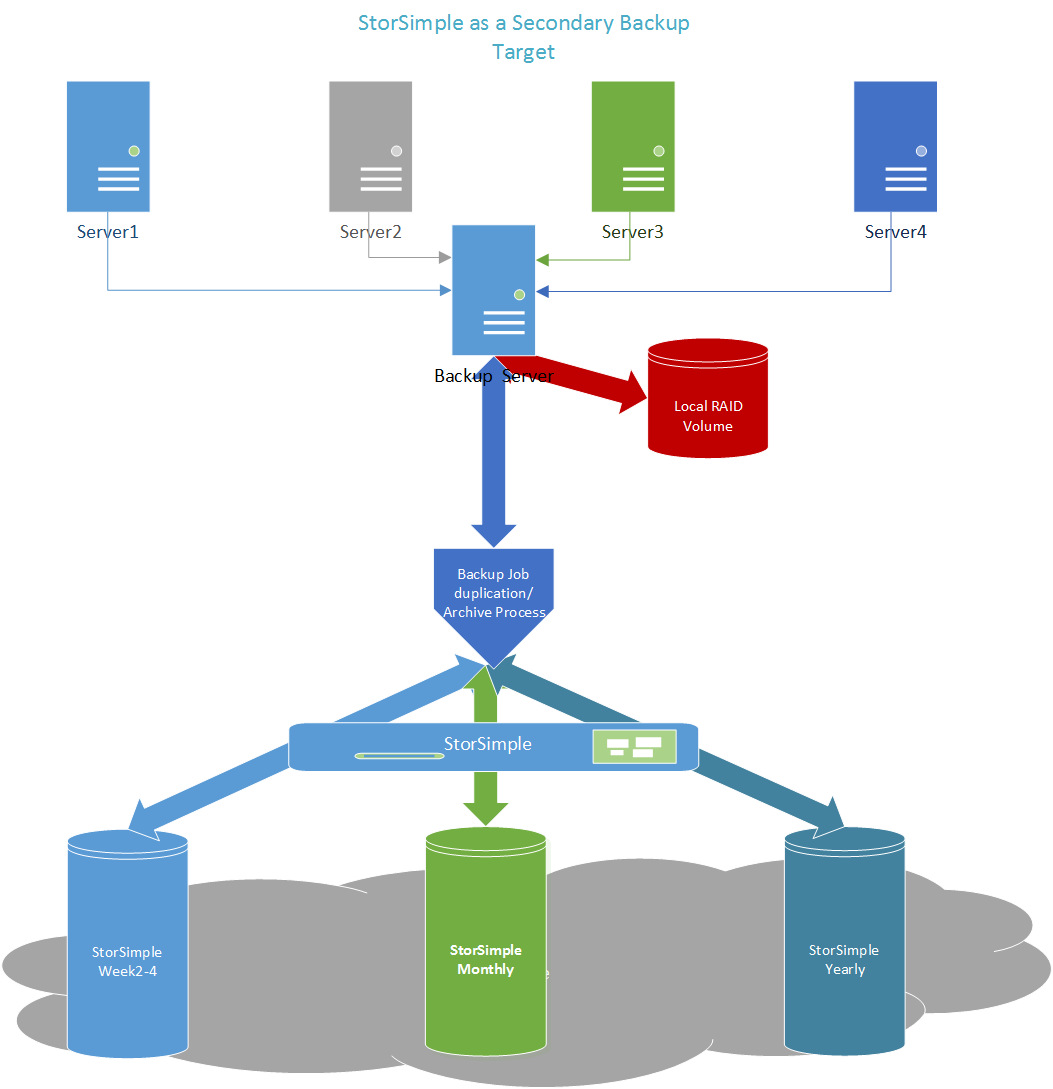 StorSimple as a Secondary Backup
Target
Server1
Server2
Server3
Server4
Backup Server
Local RAID
Volume
Backup Job
duplication/
Archive Process
StorSimple
StorSimple
Week2-4
StorSimple
Monthly
StorSimple
Yearly